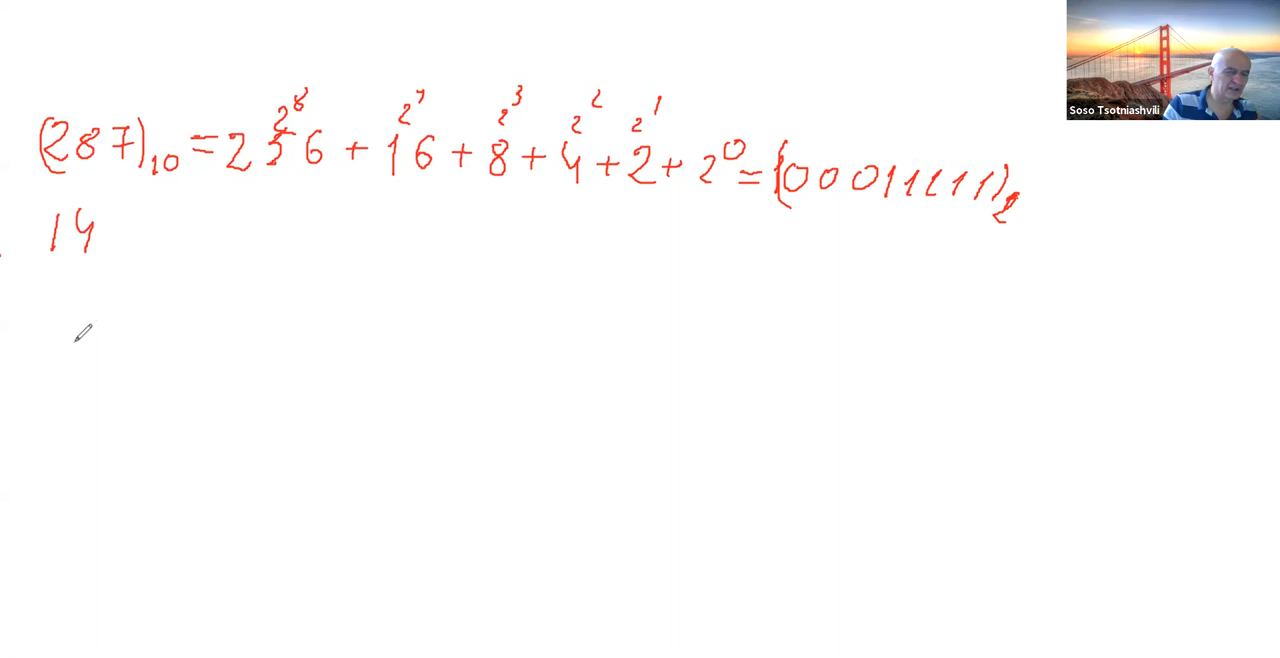 Soso Tsotniashvili
2⁸ 2⁷ 2³ 2² 2¹
(287)₁₀ = 256 + 16 + 8 + 4 + 2 + 2⁰ = (100011111)₂
14